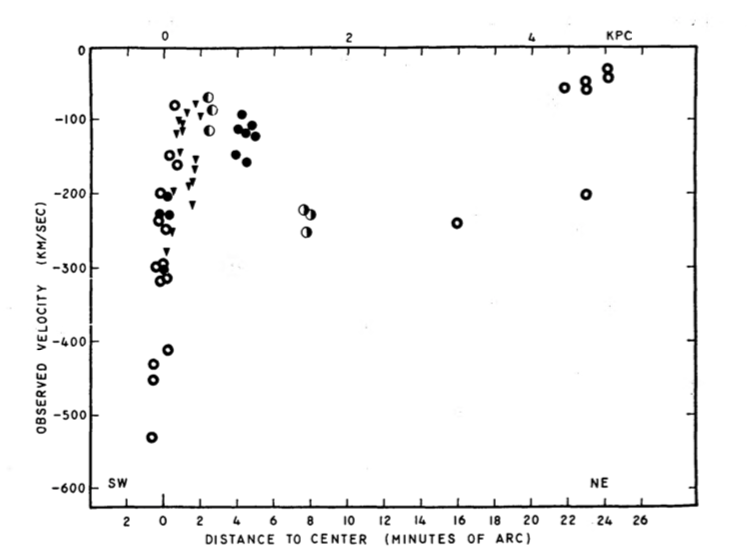 0 2 4 KPC
0
-100
-200
-300
-400
-500
-600
OBSERVED VELOCITY (KM/SEC)
SW NE
2 0 2 4 6 8 10 12 14 16 18 20 22 24 26
DISTANCE TO CENTER (MINUTES OF ARC)